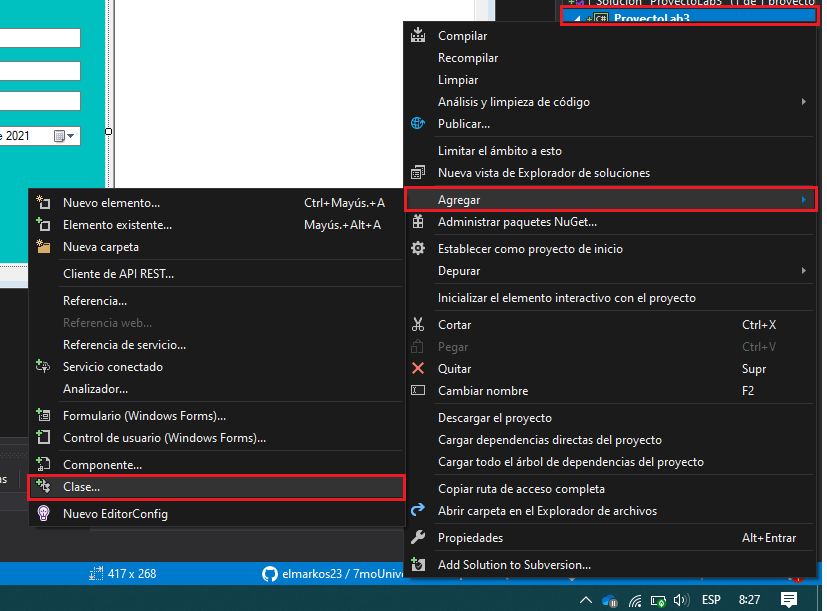 Solución "ProyectoLab3" (1 de 1 proyecto
ProyectoLab3
Compilar
Recompilar
Limpiar
Análisis y limpieza de código
Publicar...
Limitar el ámbito a esto
Nueva vista de Explorador de soluciones
Agregar
Administrar paquetes NuGet...
Establecer como proyecto de inicio
Depurar
Inicializar el elemento interactivo con el proyecto
Cortar Ctrl+X
Pegar Ctrl+V
Quitar Supr
Cambiar nombre F2
Descargar el proyecto
Cargar dependencias directas del proyecto
Cargar todo el árbol de dependencias del proyecto
Copiar ruta de acceso completa
Abrir carpeta en el Explorador de archivos
Propiedades Alt+Entrar
Add Solution to Subversion...
e 2021
Nuevo elemento... Ctrl+Mayús.+A
Elemento existente... Mayús.+Alt+A
Nueva carpeta
Cliente de API REST...
Referencia...
Referencia web...
Referencia de servicio...
Servicio conectado
Analizador...
Formulario (Windows Forms)...
Control de usuario (Windows Forms)...
Componente...
Clase...
Nuevo EditorConfig
as
417 x 268
elmarkos23 / 7moUnive
ESP 8:27